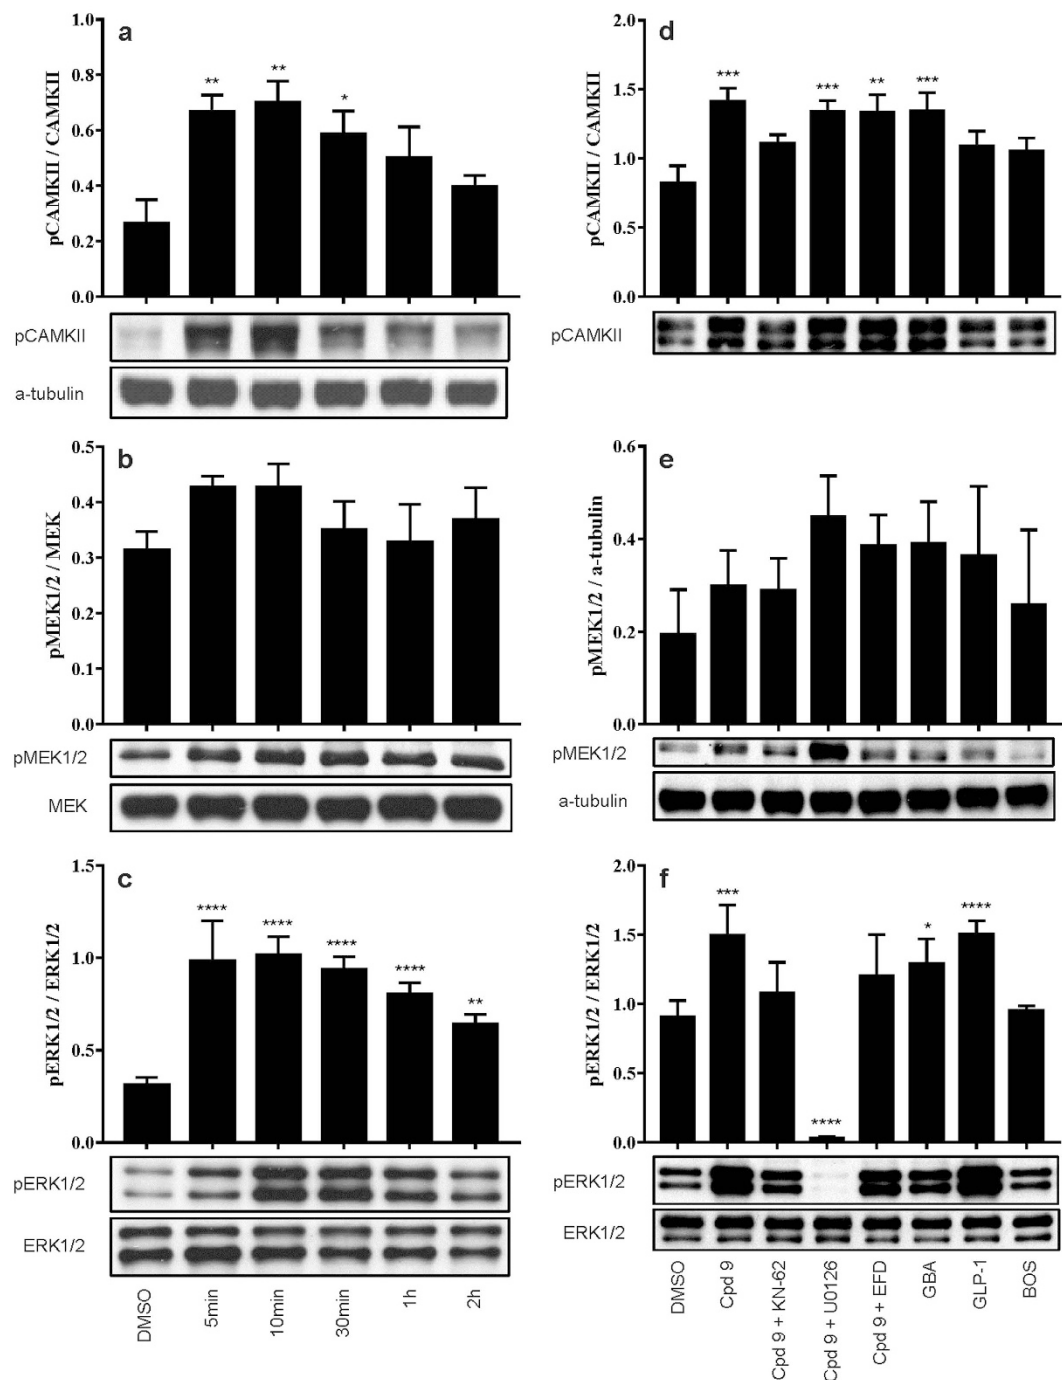 a
pCAMKII / CAMKII
1.0
0.8
0.6
0.4
0.2
0.0
**
**
*
pCAMKII
a-tubulin
b
pMEK1/2 / MEK
0.5
0.4
0.3
0.2
0.1
0.0
pMEK1/2
MEK
c
pERK1/2 / ERK1/2
1.5
1.0
0.5
0.0
****
****
****
****
**
pERK1/2
ERK1/2
DMSO
5min
10min
30min
1h
2h
d
pCAMKII / CAMKII
2.0
1.5
1.0
0.5
0.0
***
***
**
***
pCAMKII
e
pMEK1/2 / a-tubulin
0.6
0.4
0.2
0.0
pMEK1/2
a-tubulin
f
pERK1/2 / ERK1/2
2.0
1.5
1.0
0.5
0.0
***
****
*
****
pERK1/2
ERK1/2
DMSO
Cpd 9
Cpd 9 + KN-62
Cpd 9 + U0126
Cpd 9 + EFD
GBA
GLP-1
BOS